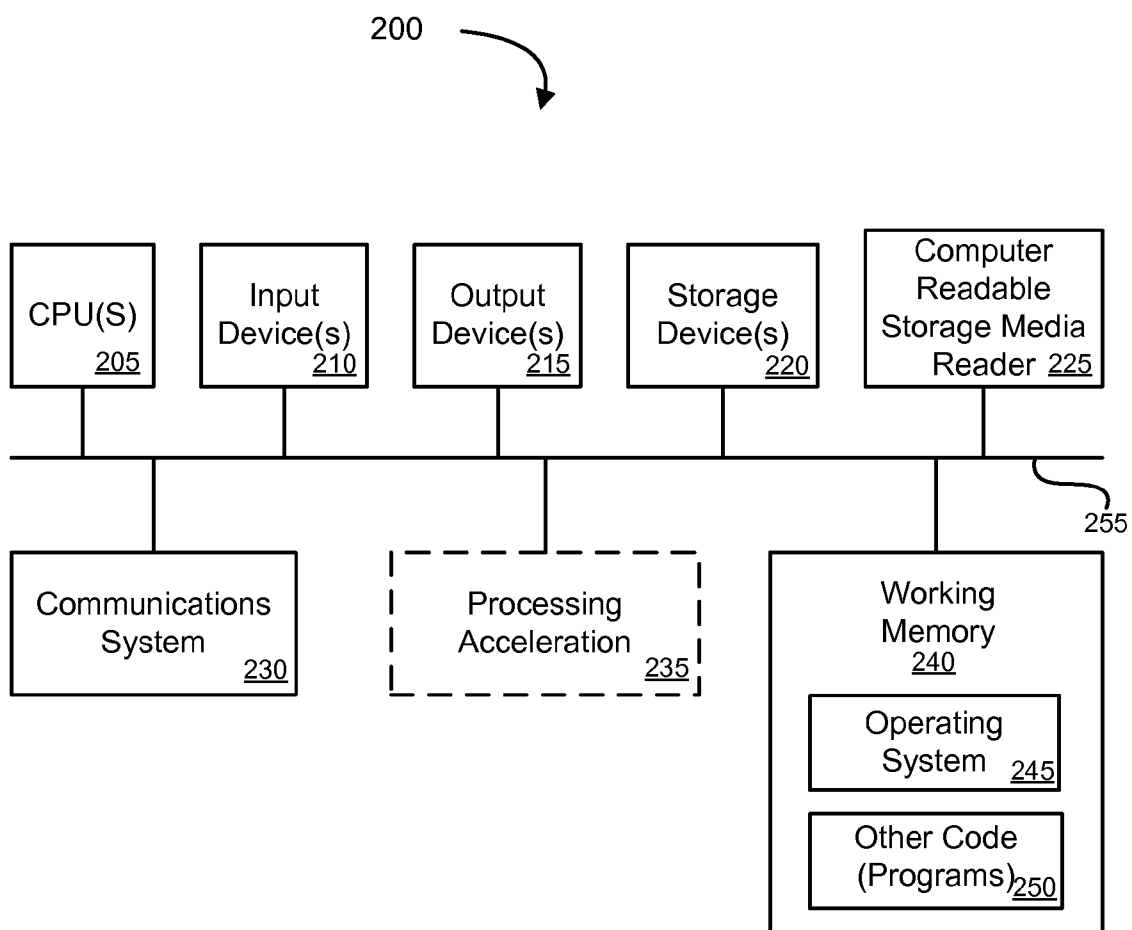 200
CPU(S)
205
Input
Device(s)
210
Output
Device(s)
215
Storage
Device(s)
220
Computer
Readable
Storage Media
Reader 225
255
Communications
System
230
Processing
Acceleration
235
Working
Memory
240
Operating
System
245
Other Code
(Programs)
250